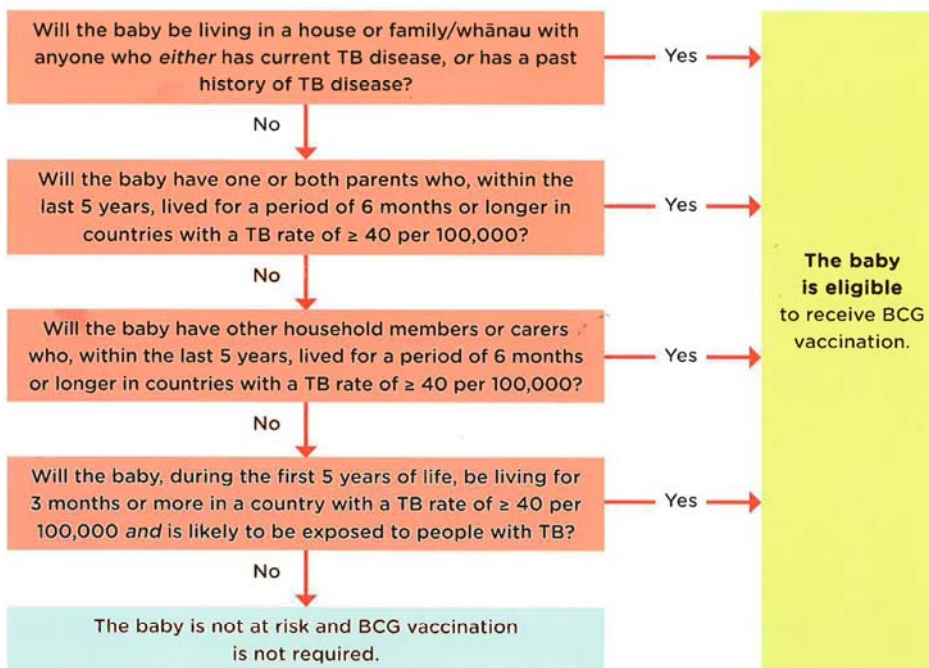 Will the baby be living in a house or family/whānau with
anyone who either has current TB disease, or has a past
history of TB disease?
Yes
No
Will the baby have one or both parents who, within the
last 5 years, lived for a period of 6 months or longer in
countries with a TB rate of ≥ 40 per 100,000?
Yes
No
Will the baby have other household members or carers
who, within the last 5 years, lived for a period of 6 months
or longer in countries with a TB rate of ≥ 40 per 100,000?
Yes
No
Will the baby, during the first 5 years of life, be living for
3 months or more in a country with a TB rate of ≥ 40 per
100,000 and is likely to be exposed to people with TB?
Yes
No
The baby is not at risk and BCG vaccination
is not required.
The baby
is eligible
to receive BCG
vaccination.